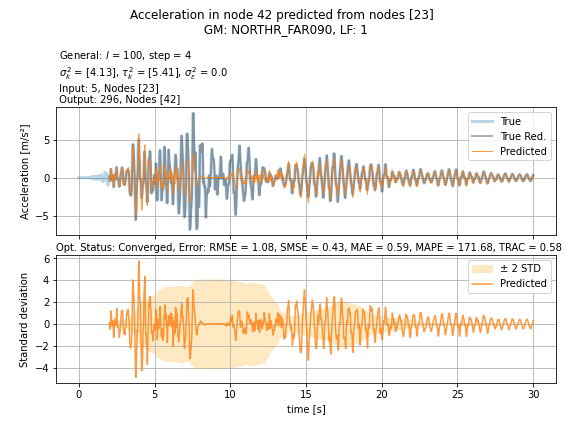 Acceleration in node 42 predicted from nodes [23]
GM: NORTHR_FAR090, LF: 1
General: l = 100, step = 4
σ²ₖ = [4.13], τ²ₖ = [5.41], σ²ₑ = 0.0
Input: 5, Nodes [23]
Output: 296, Nodes [42]
Acceleration [m/s²]
5
0
−5
True
True Red.
Predicted
Opt. Status: Converged, Error: RMSE = 1.08, SMSE = 0.43, MAE = 0.59, MAPE = 171.68, TRAC = 0.58
Standard deviation
6
4
2
0
−2
−4
± 2 STD
Predicted
0 5 10 15 20 25 30
time [s]